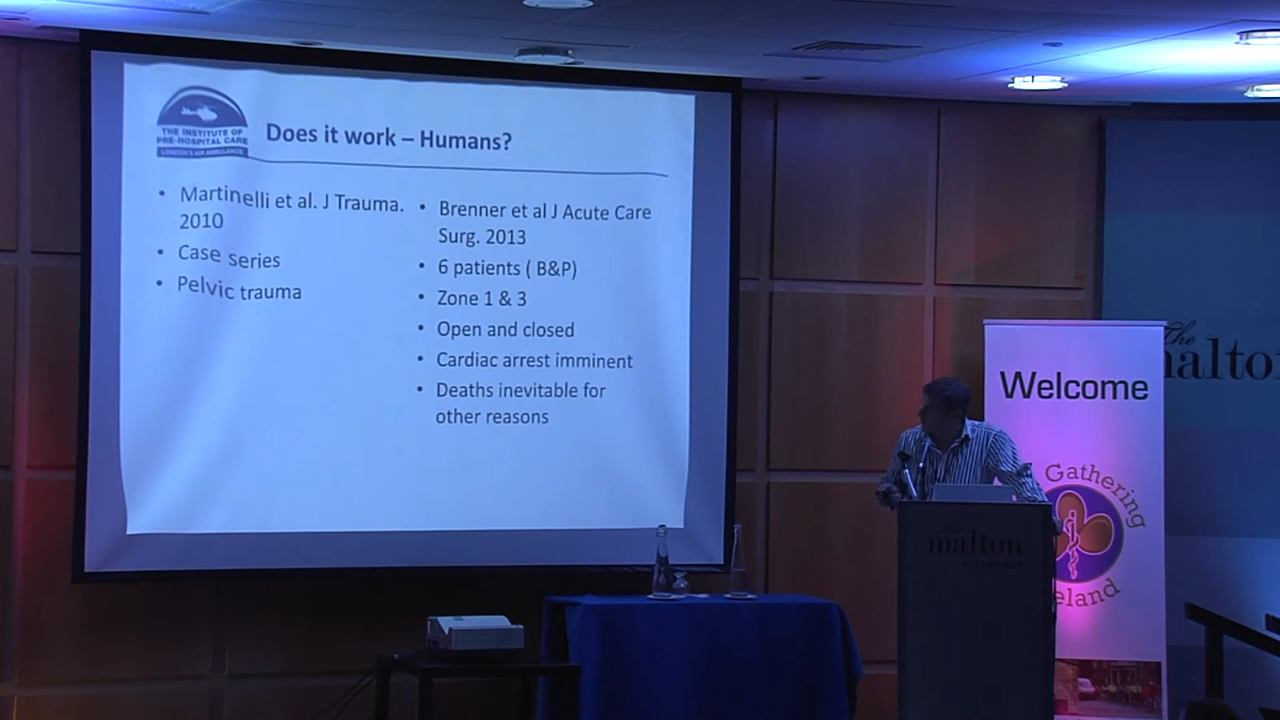 THE INSTITUTE OF
PRE-HOSPITAL CARE
LONDON'S AIR AMBULANCE
Does it work – Humans?
• Martinelli et al. J Trauma.
2010
• Case series
• Pelvic trauma
• Brenner et al J Acute Care
Surg. 2013
• 6 patients ( B&P)
• Zone 1 & 3
• Open and closed
• Cardiac arrest imminent
• Deaths inevitable for
other reasons
The
malto
Welcome
Gathering
eland
The
malton